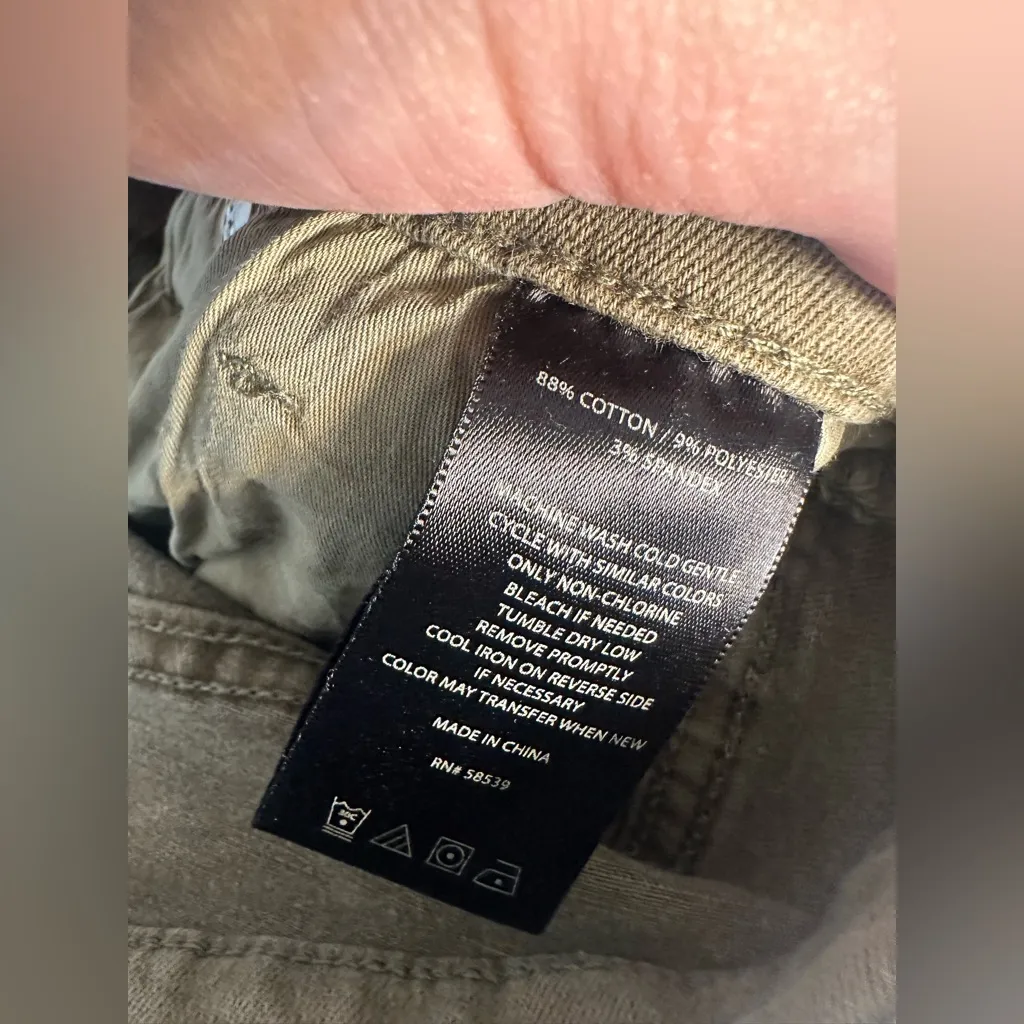 88% COTTON / 9% POLYESTER
3% SPANDEX
MACHINE WASH COLD GENTLE
CYCLE WITH SIMILAR COLORS
ONLY NON-CHLORINE
BLEACH IF NEEDED
TUMBLE DRY LOW
REMOVE PROMPTLY
COOL IRON ON REVERSE SIDE
IF NECESSARY
COLOR MAY TRANSFER WHEN NEW
MADE IN CHINA
RN# 58539
30C